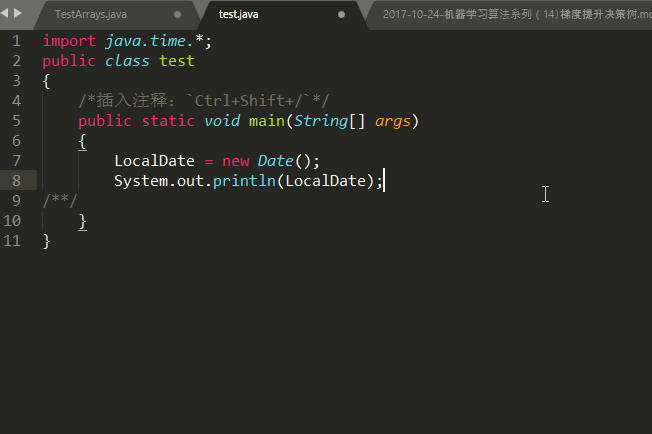 TestArrays.java
test.java
2017-10-24-机器学习算法系列（14)梯度提升决策树.md
1 import java.time.*;
2 public class test
3 {
4 /*插入注释：`Ctrl+Shift+/`*/
5 public static void main(String[] args)
6 {
7 LocalDate = new Date();
8 System.out.println(LocalDate);
9 /**/
10 }
11 }